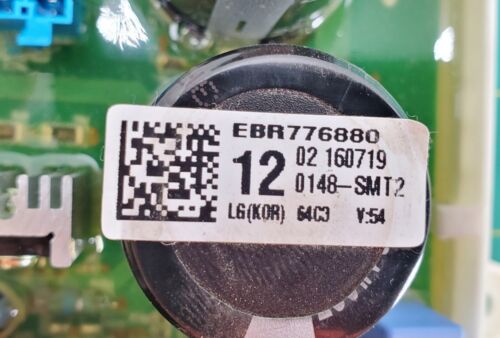 EBR776880
12 02 160719
0148-SMT2
LG(KOR) 64C3 V:54